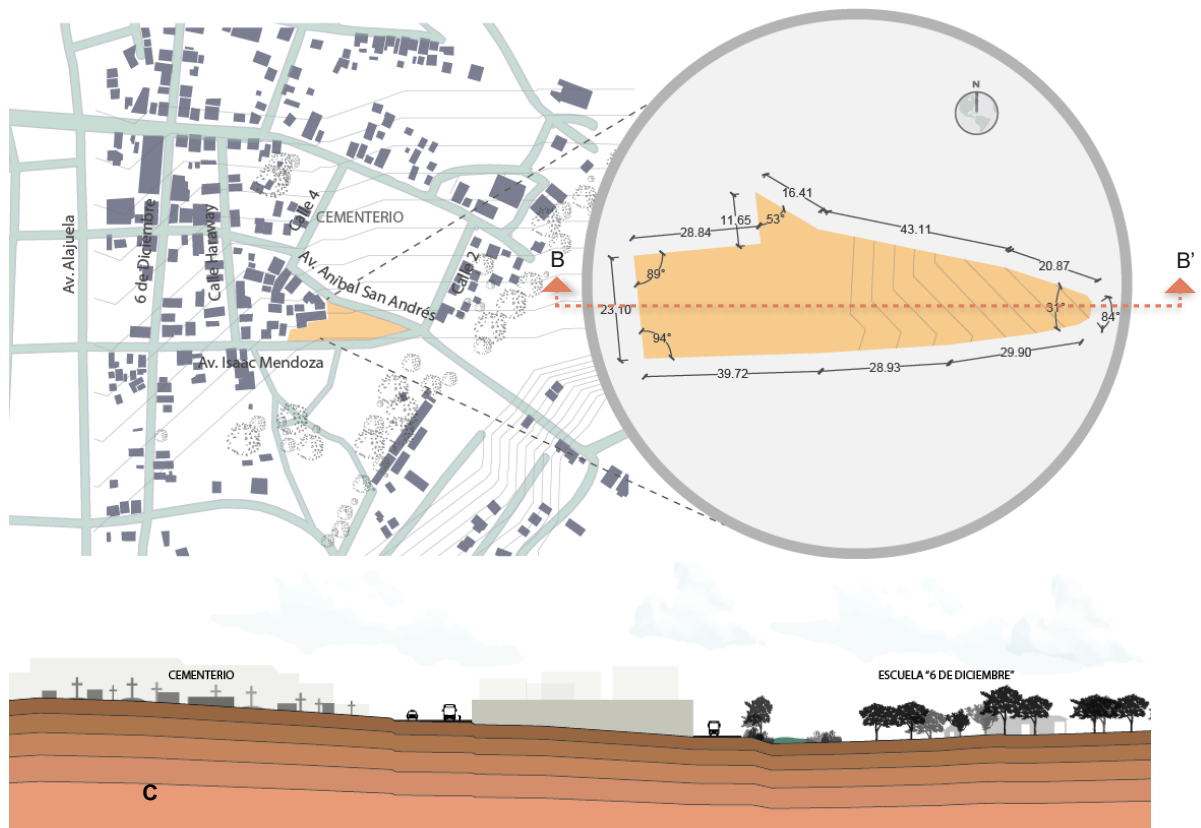 Av. Alajuela
6 de Diciembre
Calle Haraway
Calle 4
CEMENTERIO
Av. Aníbal San Andrés
Calle 2
Av. Isaac Mendoza
N
16.41
11.65
53°
28.84
43.11
20.87
B
B'
89°
23.10
31°
84°
94°
39.72
28.93
29.90
CEMENTERIO
ESCUELA "6 DE DICIEMBRE"
C